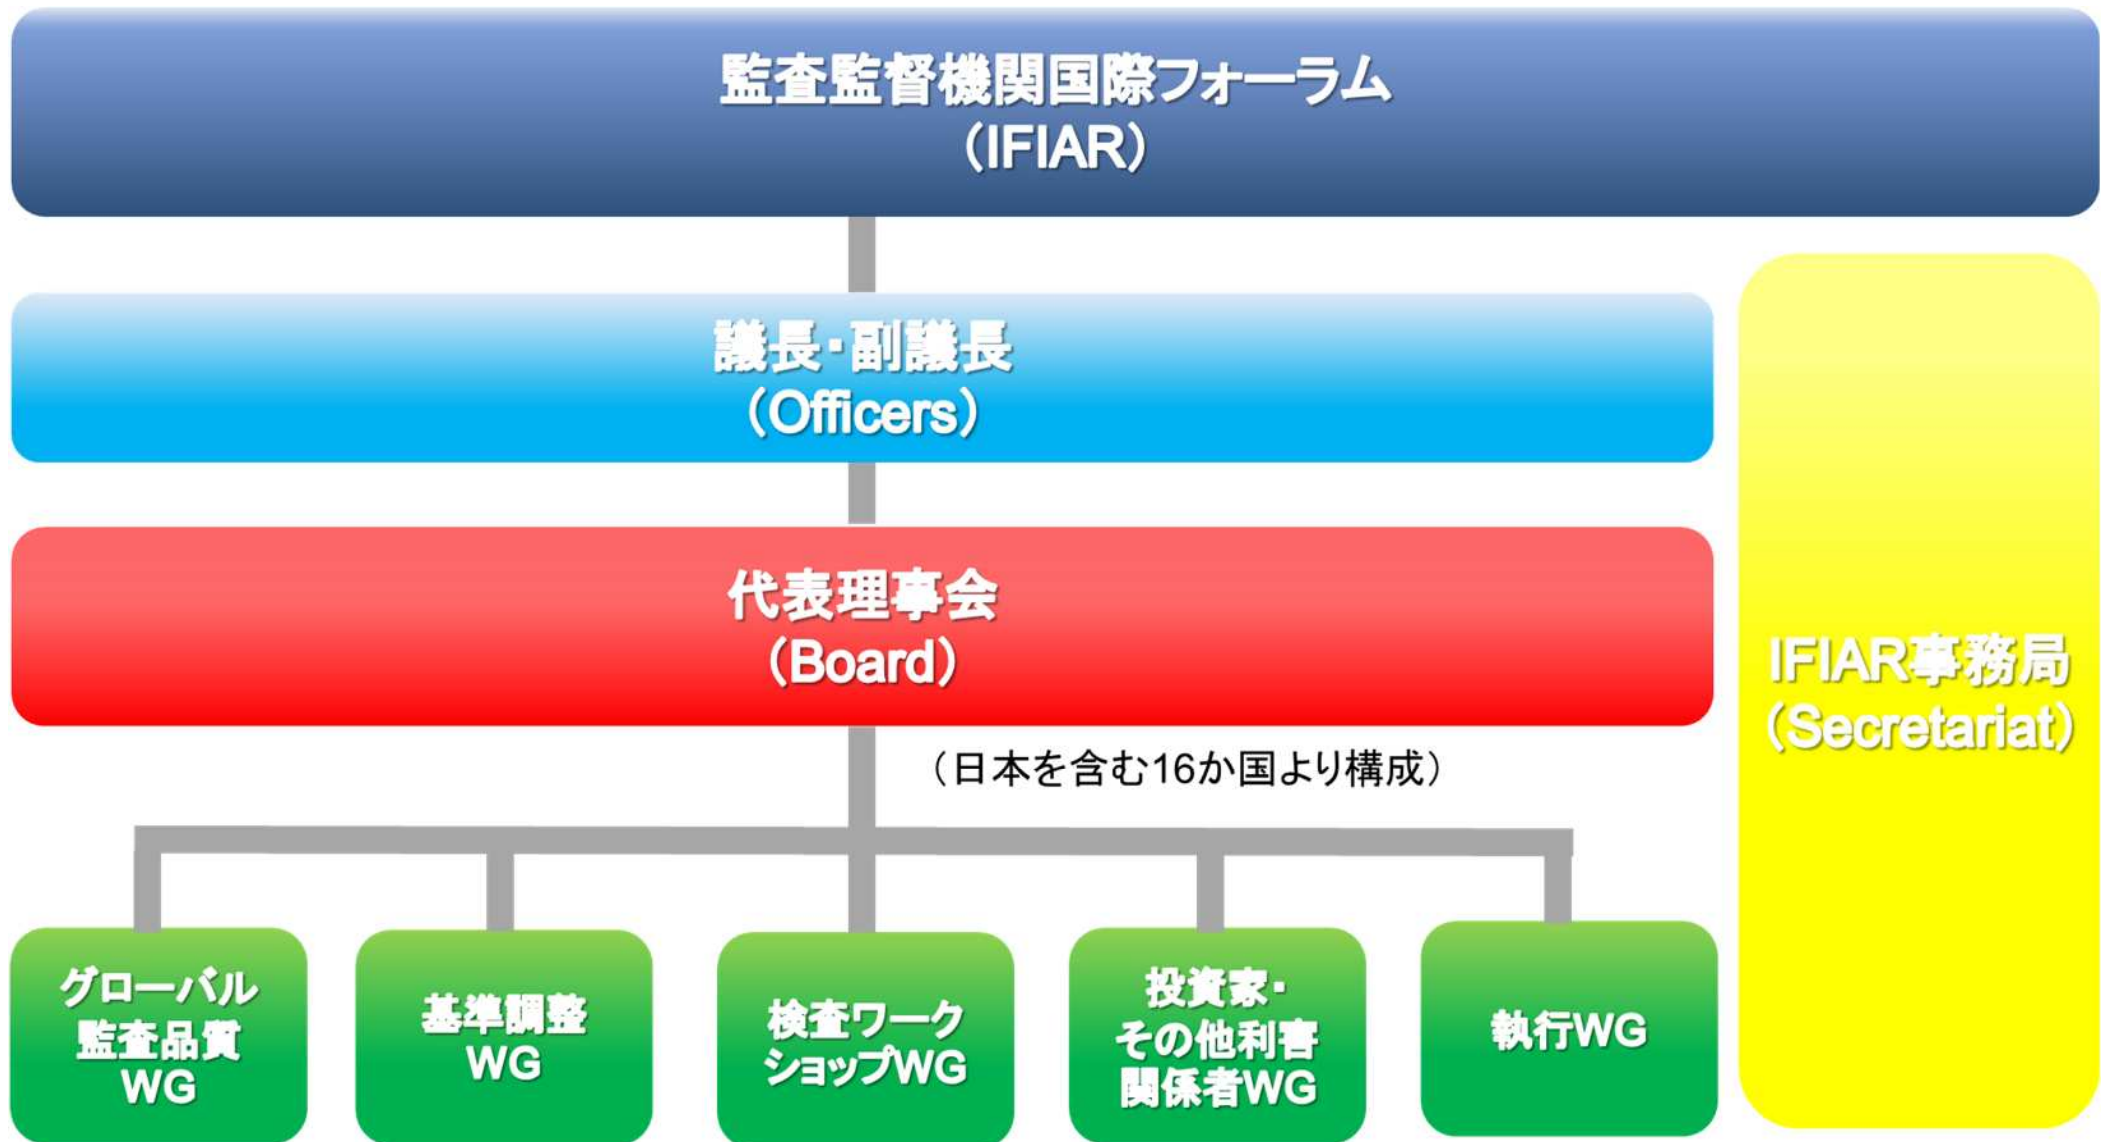 監査監督機関国際フォーラム
（IFIAR）
議長・副議長
（Officers）
代表理事会
（Board）
（日本を含む16か国より構成）
IFIAR事務局
（Secretariat）
グローバル
監査品質
WG
基準調整
WG
検査ワーク
ショップWG
投資家・
その他利害
関係者WG
執行WG